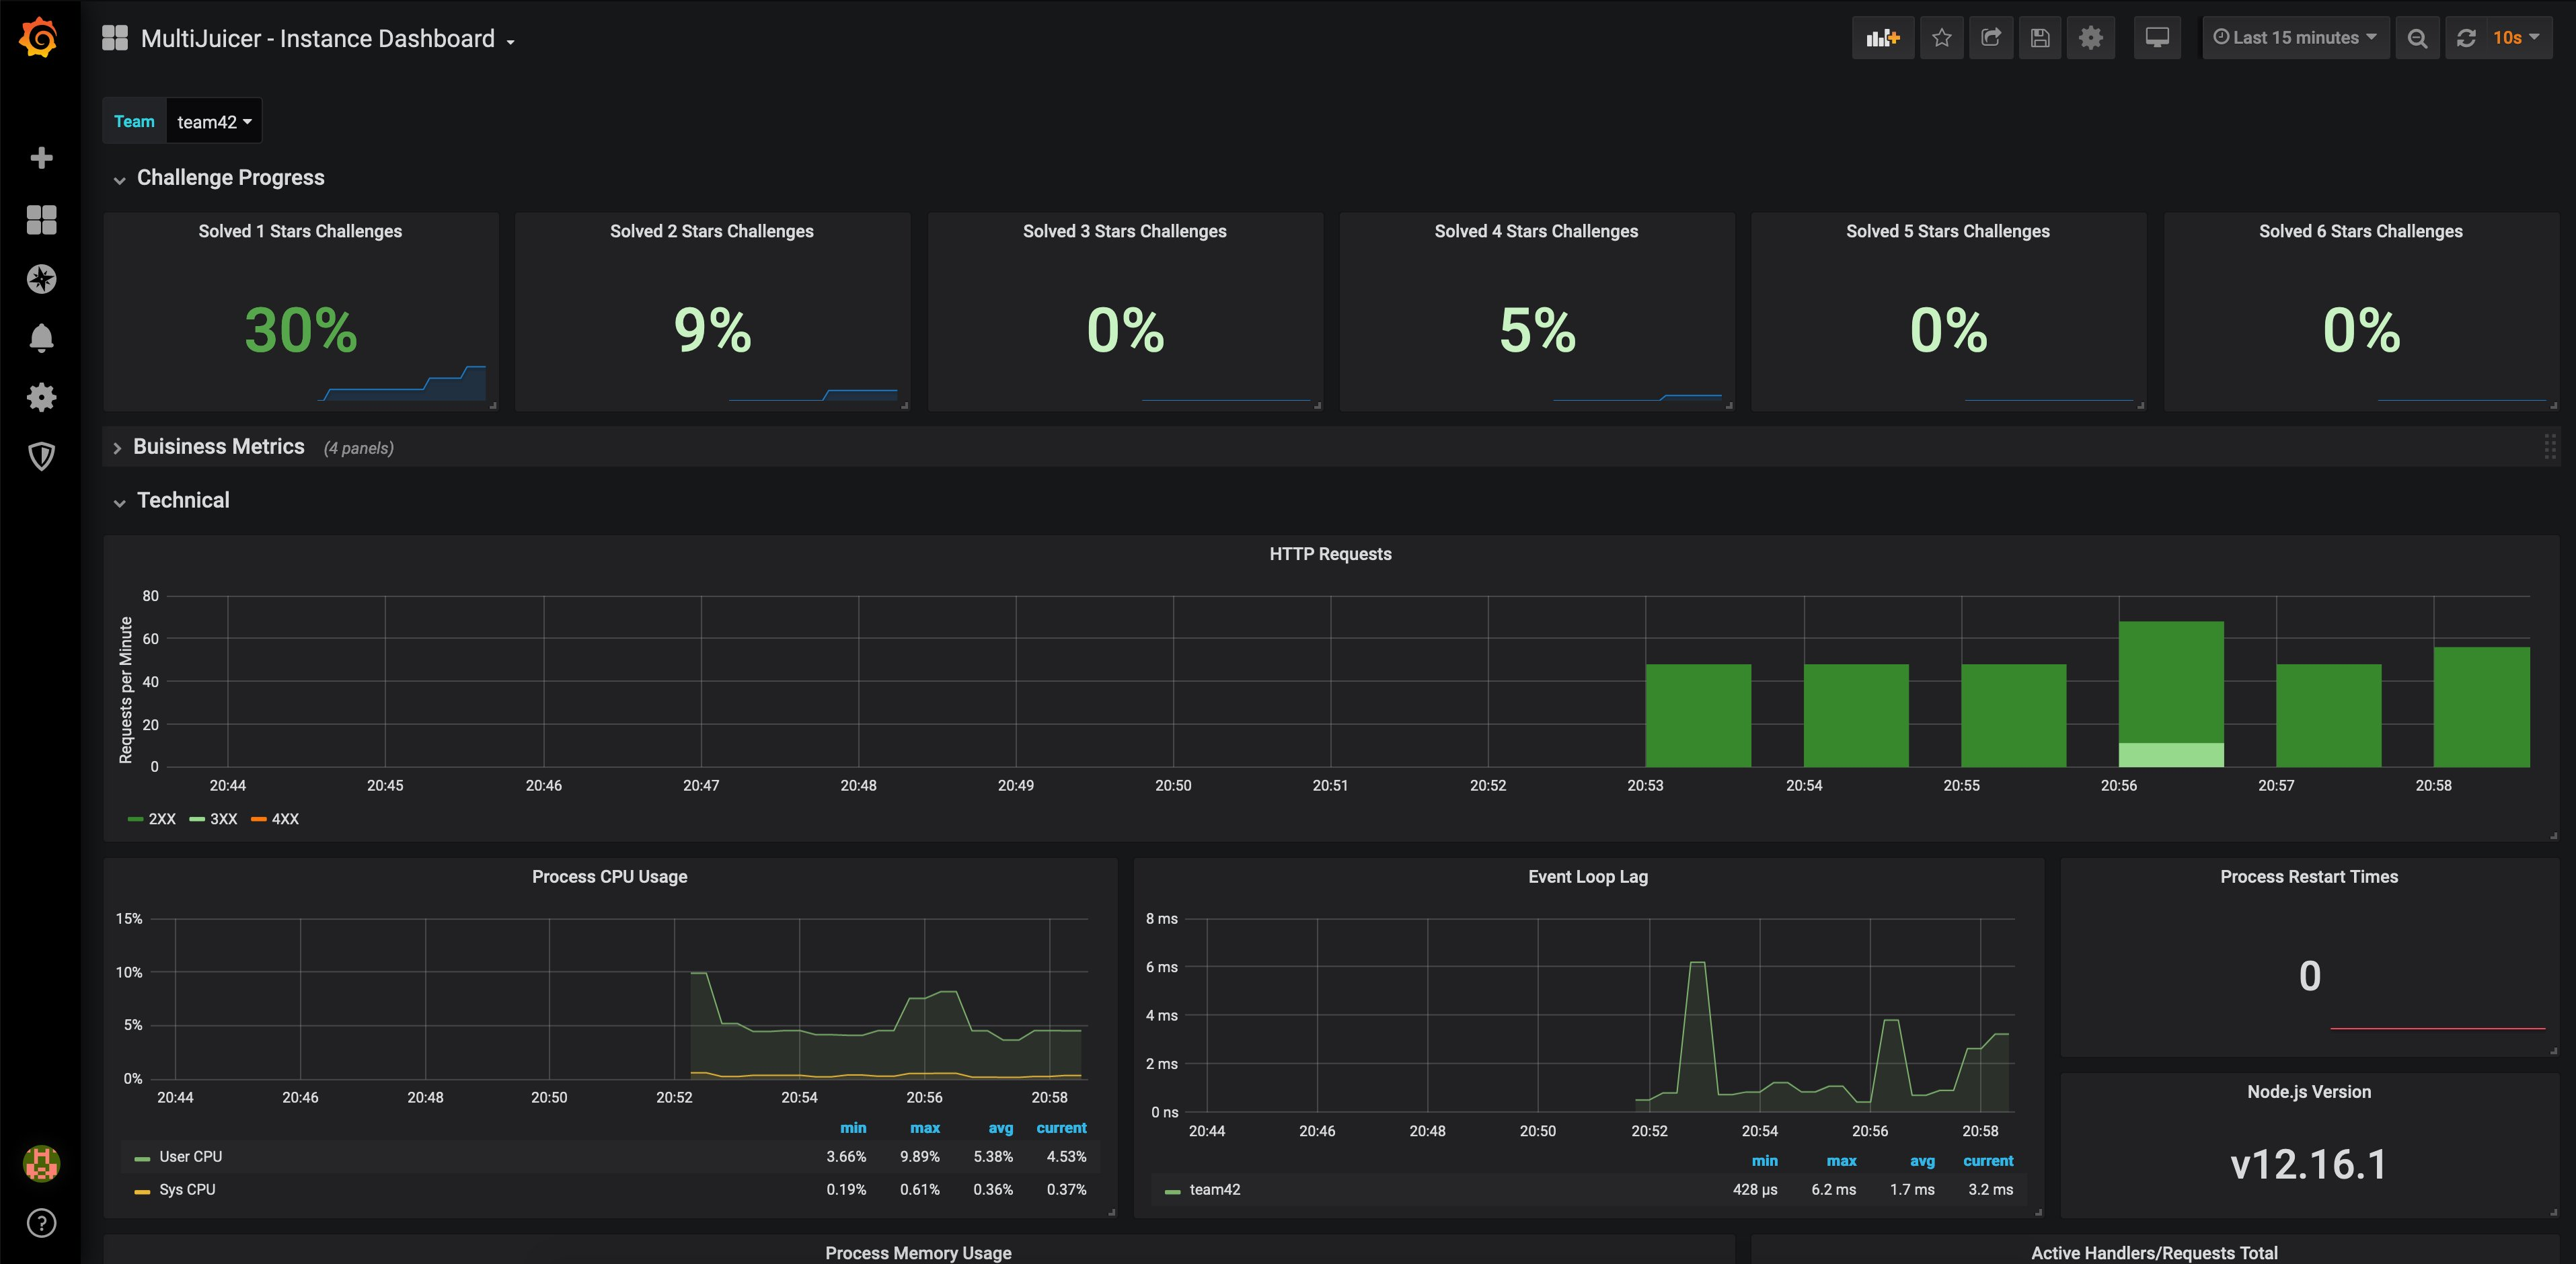 MultiJuicer - Instance Dashboard
Last 15 minutes
10s
Team team42
Challenge Progress
Solved 1 Stars Challenges
30%
Solved 2 Stars Challenges
9%
Solved 3 Stars Challenges
0%
Solved 4 Stars Challenges
5%
Solved 5 Stars Challenges
0%
Solved 6 Stars Challenges
0%
Buisiness Metrics (4 panels)
Technical
HTTP Requests
Requests per Minute
80
60
40
20
0
20:44 20:45 20:46 20:47 20:48 20:49 20:50 20:51 20:52 20:53 20:54 20:55 20:56 20:57 20:58
2XX 3XX 4XX
Process CPU Usage
15%
10%
5%
0%
20:44 20:46 20:48 20:50 20:52 20:54 20:56 20:58
min max avg current
User CPU 3.66% 9.89% 5.38% 4.53%
Sys CPU 0.19% 0.61% 0.36% 0.37%
Event Loop Lag
8 ms
6 ms
4 ms
2 ms
0 ns
20:44 20:46 20:48 20:50 20:52 20:54 20:56 20:58
min max avg current
team42 428 µs 6.2 ms 1.7 ms 3.2 ms
Process Restart Times
0
Node.js Version
v12.16.1
Process Memory Usage
Active Handlers/Requests Total